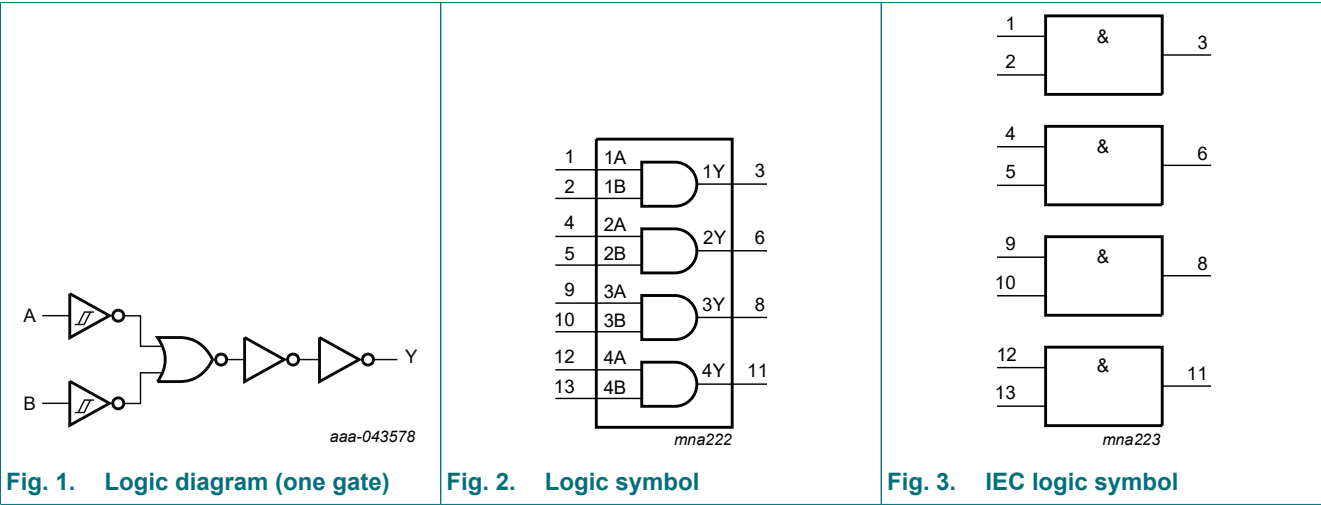 A
B
Y
aaa-043578
Fig. 1. Logic diagram (one gate)
1 1A
2 1B
1Y 3
4 2A
5 2B
2Y 6
9 3A
10 3B
3Y 8
12 4A
13 4B
4Y 11
mna222
Fig. 2. Logic symbol
1
2
&
3
4
5
&
6
9
10
&
8
12
13
&
11
mna223
Fig. 3. IEC logic symbol